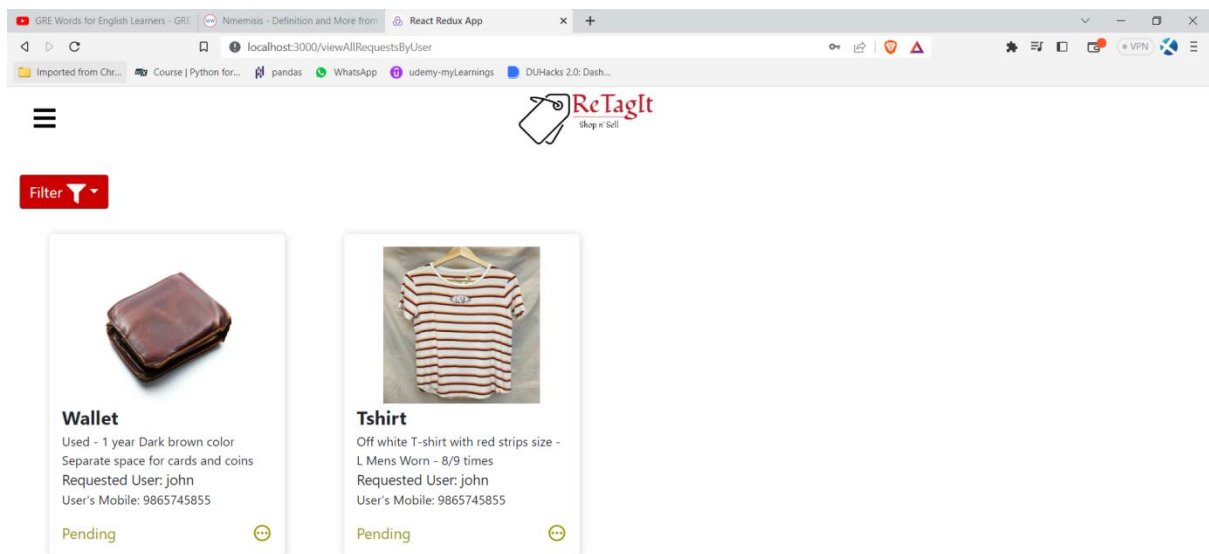 GRE Words for English Learners - GRE
Nmemisis - Definition and More from
React Redux App
localhost:3000/viewAllRequestsByUser
VPN
Imported from Chr...
Course | Python for...
pandas
WhatsApp
udemy-myLearnings
DUHacks 2.0: Dash...
ReTagIt
Shop n' Sell
Filter
Wallet
Used - 1 year Dark brown color
Separate space for cards and coins
Requested User: john
User's Mobile: 9865745855
Pending
Tshirt
Off white T-shirt with red strips size -
L Mens Worn - 8/9 times
Requested User: john
User's Mobile: 9865745855
Pending